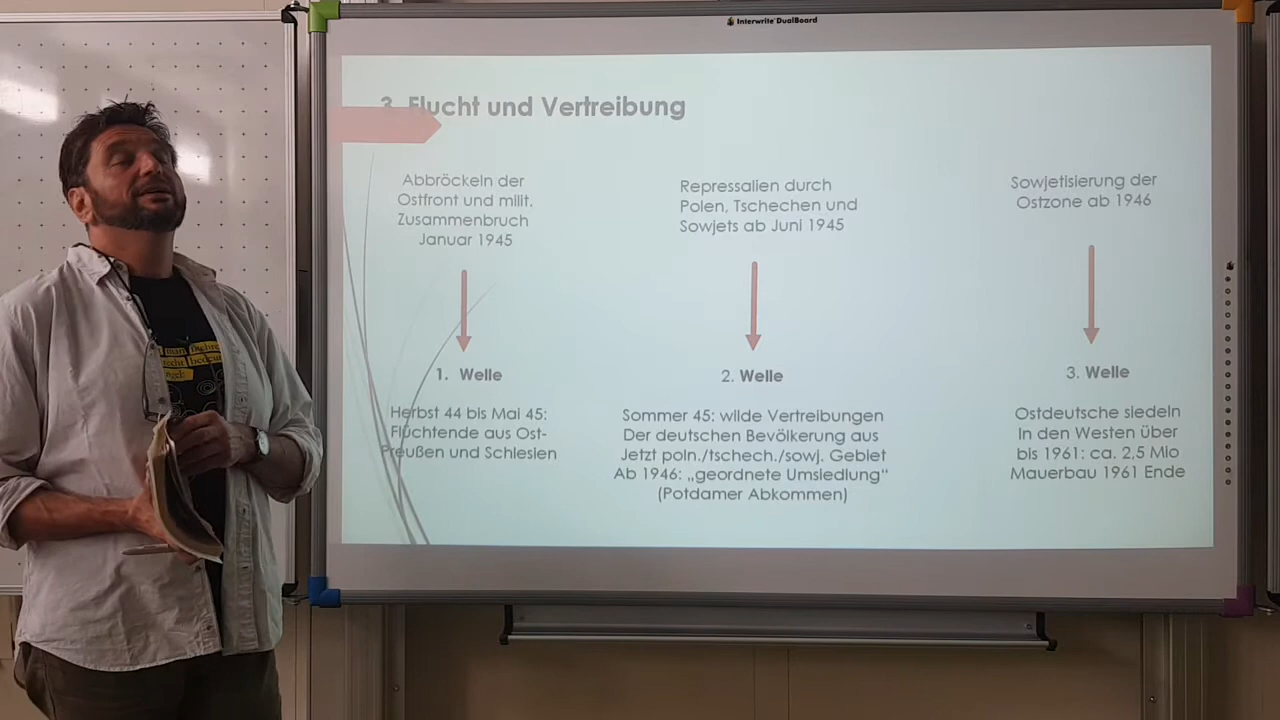 Interwrite DualBoard
3. Flucht und Vertreibung
Abbröckeln der
Ostfront und milit.
Zusammenbruch
Januar 1945
1. Welle
Herbst 44 bis Mai 45:
Flüchtende aus Ost-
Preußen und Schlesien
Repressalien durch
Polen, Tschechen und
Sowjets ab Juni 1945
2. Welle
Sommer 45: wilde Vertreibungen
Der deutschen Bevölkerung aus
Jetzt poln./tschech./sowj. Gebiet
Ab 1946: „geordnete Umsiedlung“
(Potdamer Abkommen)
Sowjetisierung der
Ostzone ab 1946
3. Welle
Ostdeutsche siedeln
In den Westen über
bis 1961: ca. 2,5 Mio
Mauerbau 1961 Ende
man